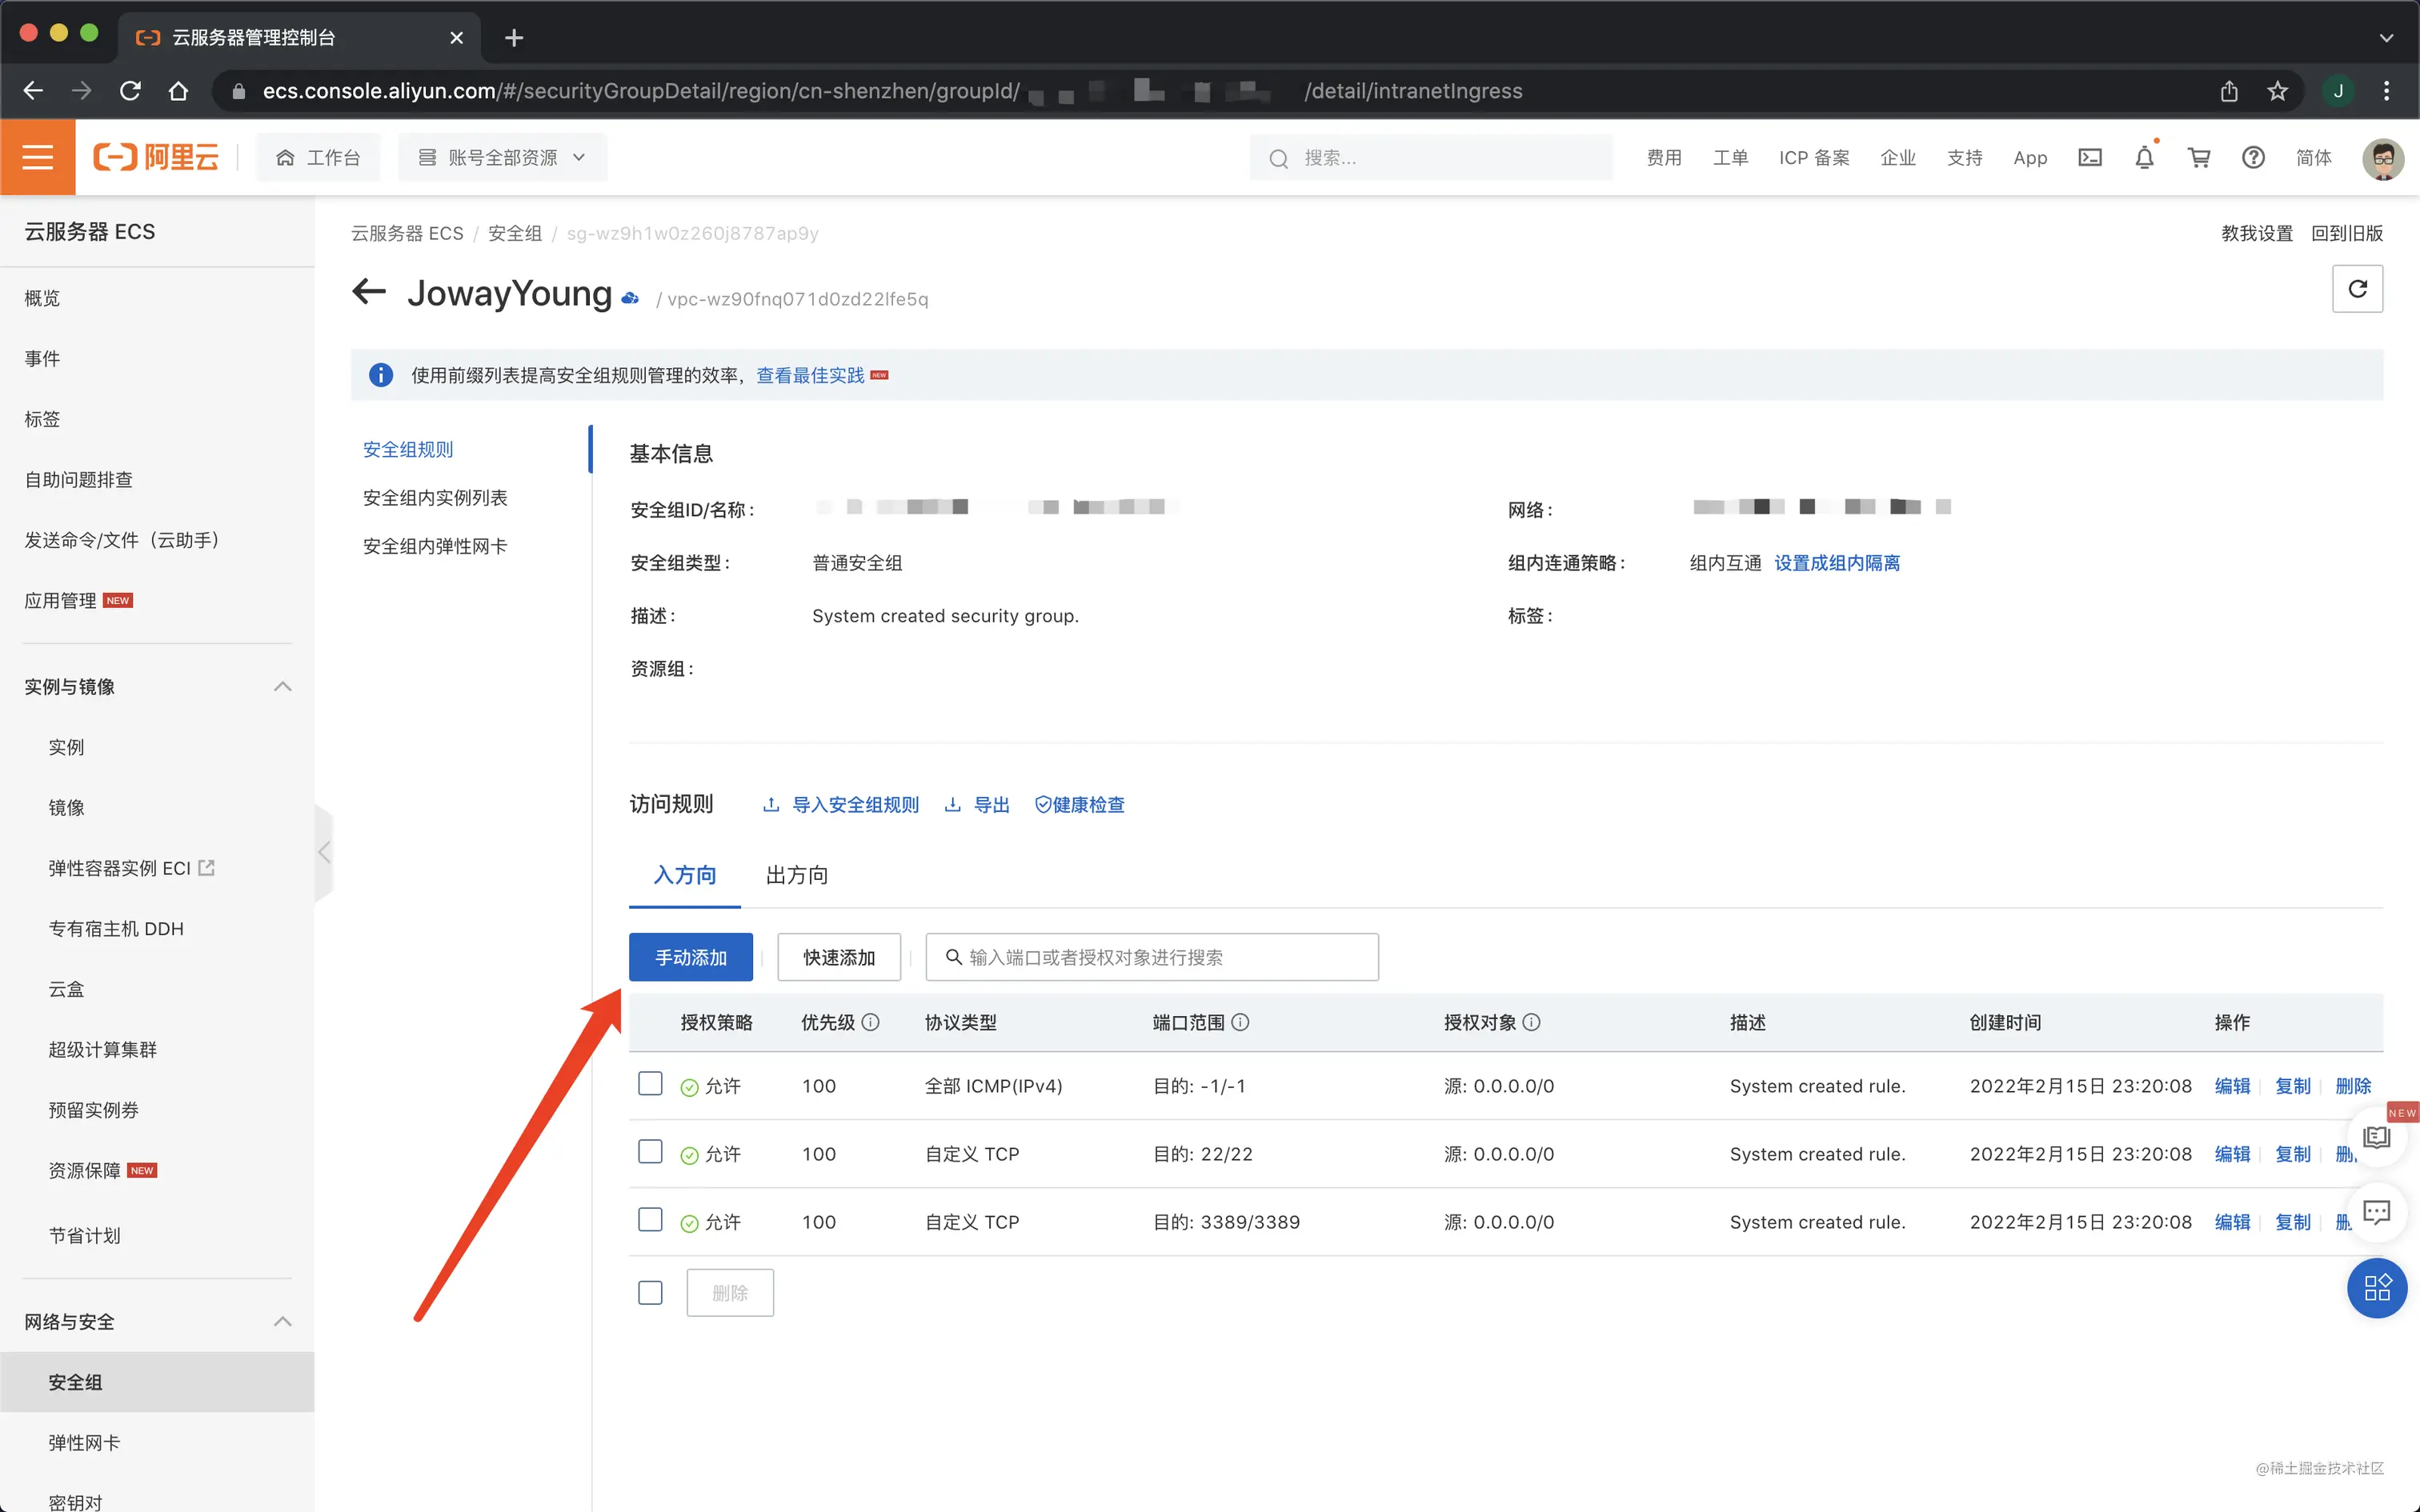 云服务器管理控制台
ecs.console.aliyun.com/#/securityGroupDetail/region/cn-shenzhen/groupId/ /detail/intranetIngress
J
阿里云
工作台
账号全部资源
搜索...
费用
工单
ICP 备案
企业
支持
App
简体
云服务器 ECS
概览
事件
标签
自助问题排查
发送命令/文件（云助手）
应用管理 NEW
实例与镜像
实例
镜像
弹性容器实例 ECI
专有宿主机 DDH
云盒
超级计算集群
预留实例券
资源保障 NEW
节省计划
网络与安全
安全组
弹性网卡
密钥对
云服务器 ECS / 安全组 / sg-wz9h1w0z260j8787ap9y
教我设置 回到旧版
JowayYoung / vpc-wz90fnq071d0zd22lfe5q
使用前缀列表提高安全组规则管理的效率，查看最佳实践 NEW
安全组规则
安全组内实例列表
安全组内弹性网卡
基本信息
安全组ID/名称：
网络：
安全组类型： 普通安全组
组内连通策略： 组内互通 设置成组内隔离
描述： System created security group.
标签：
资源组：
访问规则 导入安全组规则 导出 健康检查
入方向 出方向
手动添加 快速添加 输入端口或者授权对象进行搜索
授权策略 优先级 协议类型 端口范围 授权对象 描述 创建时间 操作
允许 100 全部 ICMP(IPv4) 目的: -1/-1 源: 0.0.0.0/0 System created rule. 2022年2月15日 23:20:08 编辑 复制 删除
允许 100 自定义 TCP 目的: 22/22 源: 0.0.0.0/0 System created rule. 2022年2月15日 23:20:08 编辑 复制
允许 100 自定义 TCP 目的: 3389/3389 源: 0.0.0.0/0 System created rule. 2022年2月15日 23:20:08 编辑 复制
删除
NEW
@稀土掘金技术社区